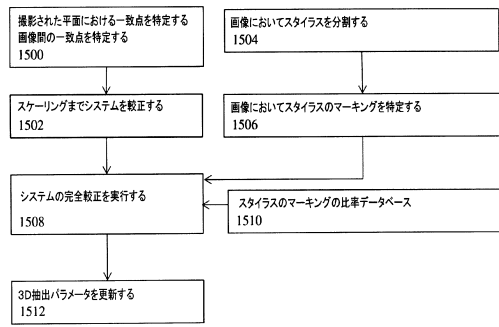 撮影された平面における一致点を特定する
画像間の一致点を特定する
1500
画像においてスタイラスを分割する
1504
スケーリングまでシステムを較正する
1502
画像においてスタイラスのマーキングを特定する
1506
システムの完全較正を実行する
1508
スタイラスのマーキングの比率データベース
1510
3D抽出パラメータを更新する
1512